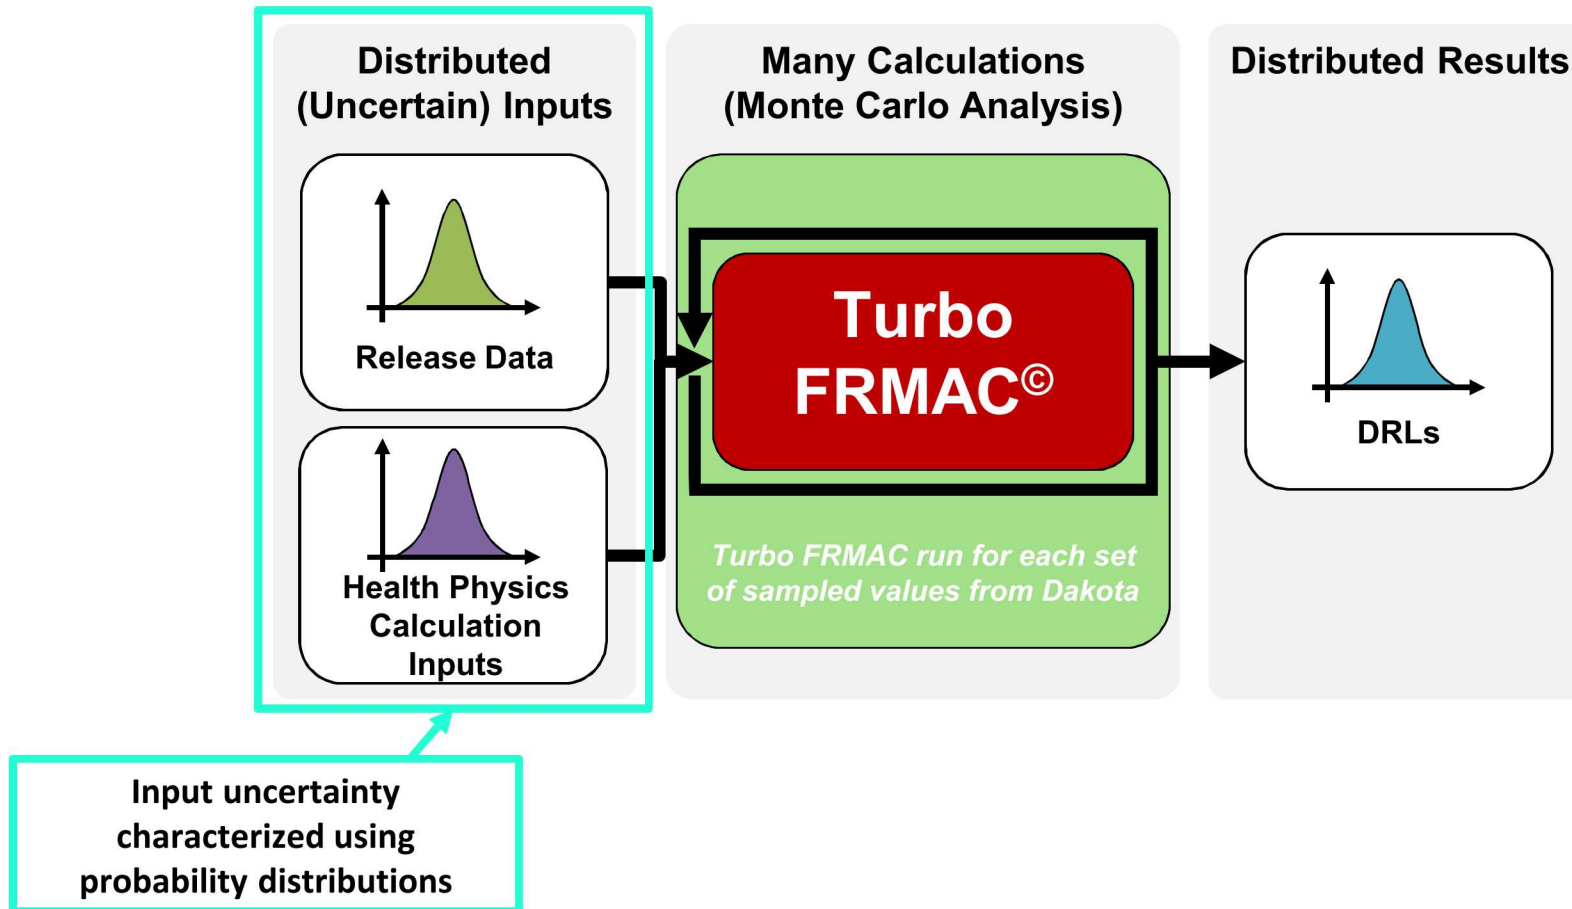 Distributed
(Uncertain) Inputs
Release Data
Health Physics
Calculation
Inputs
Many Calculations
(Monte Carlo Analysis)
Turbo
FRMAC©
Turbo FRMAC run for each set
of sampled values from Dakota
Distributed Results
DRLs
Input uncertainty
characterized using
probability distributions